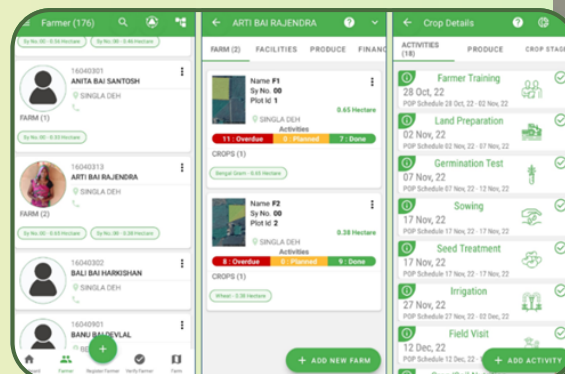 Farmer (176)
Sy No. 00 - 0.56 Hectare
Sy No. 00 - 0.46 Hectare
16040301
ANITA BAI SANTOSH
SINGLA DEH
FARM (1)
Sy No. 00 - 0.33 Hectare
16040313
ARTI BAI RAJENDRA
SINGLA DEH
FARM (2)
Sy No. 00 - 0.65 Hectare
Sy No. 00 - 0.38 Hectare
16040302
BALI BAI HARKISHAN
SINGLA DEH
16040901
BANU BAI DEVLAL
Farmer
Register Farmer
Verify Farmer
Farm
ARTI BAI RAJENDRA
FARM (2)
FACILITIES
PRODUCE
FINANC
Name F1
Sy No. 00
Plot Id 1
0.65 Hectare
SINGLA DEH
Activities
11 : Overdue
0 : Planned
7 : Done
CROPS (1)
Bengal Gram - 0.65 Hectare
Name F2
Sy No. 00
Plot Id 2
0.38 Hectare
SINGLA DEH
Activities
8 : Overdue
0 : Planned
9 : Done
CROPS (1)
Wheat - 0.38 Hectare
+ ADD NEW FARM
Crop Details
ACTIVITIES (18)
PRODUCE
CROP STAGE
Farmer Training
28 Oct, 22
POP Schedule 28 Oct, 22 - 02 Nov, 22
Land Preparation
02 Nov, 22
POP Schedule 02 Nov, 22 - 07 Nov, 22
Germination Test
07 Nov, 22
POP Schedule 07 Nov, 22 - 12 Nov, 22
Sowing
17 Nov, 22
POP Schedule 17 Nov, 22 - 17 Nov, 22
Seed Treatment
17 Nov, 22
POP Schedule 17 Nov, 22 - 17 Nov, 22
Irrigation
27 Nov, 22
POP Schedule 27 Nov, 22 - 02 Dec, 22
Field Visit
12 Dec, 22
POP Schedule 12 Dec, 22 -
+ ADD ACTIVITY